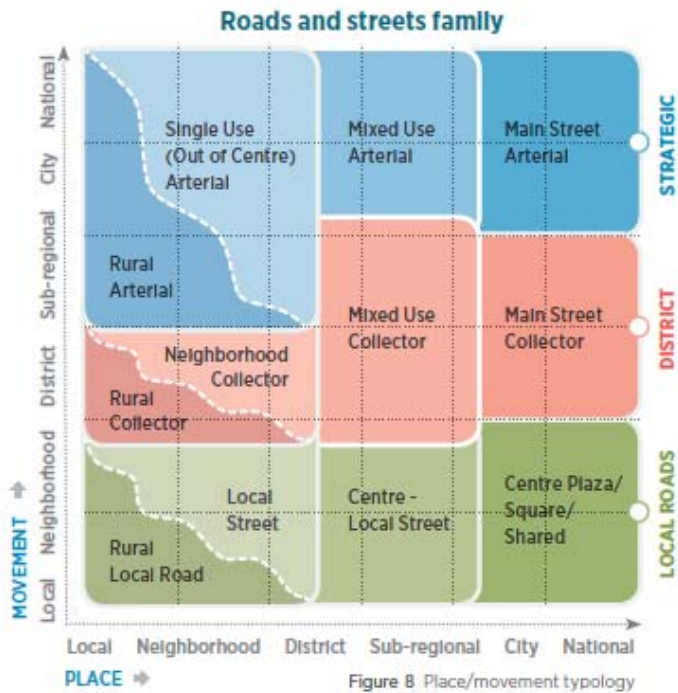 Roads and streets family
National
City
Sub-regional
District
Neighborhood
Local
MOVEMENT
Single Use
(Out of Centre)
Arterial
Mixed Use
Arterial
Main Street
Arterial
Rural
Arterial
Neighborhood
Collector
Rural
Collector
Mixed Use
Collector
Main Street
Collector
Local
Street
Rural
Local Road
Centre -
Local Street
Centre Plaza/
Square/
Shared
STRATEGIC
DISTRICT
LOCAL ROADS
Local Neighborhood District Sub-regional City National
PLACE
Figure 8 Place/movement typology